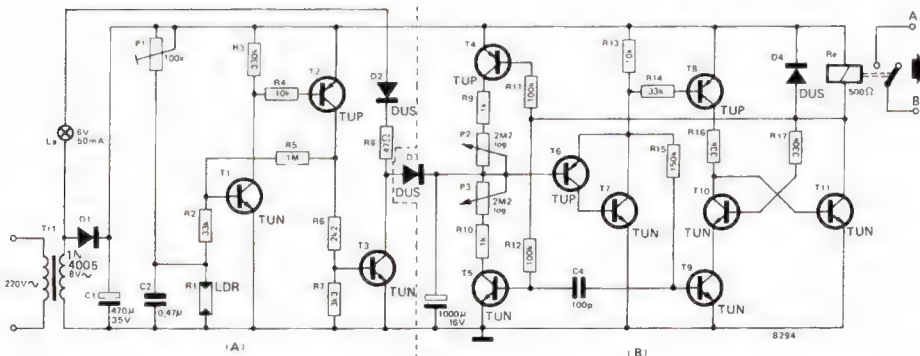 P1
100k
R3
330k
R4
10k
T2
TUP
D2
DUS
R8
47Ω
D3
DUS
La
6V
50mA
R5
1M
T1
TUN
R2
33k
R6
2k2
R7
3k3
T3
TUN
Tr1
220V~
D1
1N
4005
8V~
C1
470µ
35V
C2
0,47µ
R1
LDR
(A)
1000µ
16V
T4
TUP
R9
1k
P2
2M2
log
P3
2M2
log
R10
1k
T5
TUN
R11
100k
R12
100k
T6
TUP
T7
TUN
C4
100p
R13
10k
R14
33k
R15
150k
T8
TUP
R16
33k
T10
TUN
T9
TUN
D4
DUS
R17
330k
T11
TUN
Re
500Ω
A
B
8294
(B)